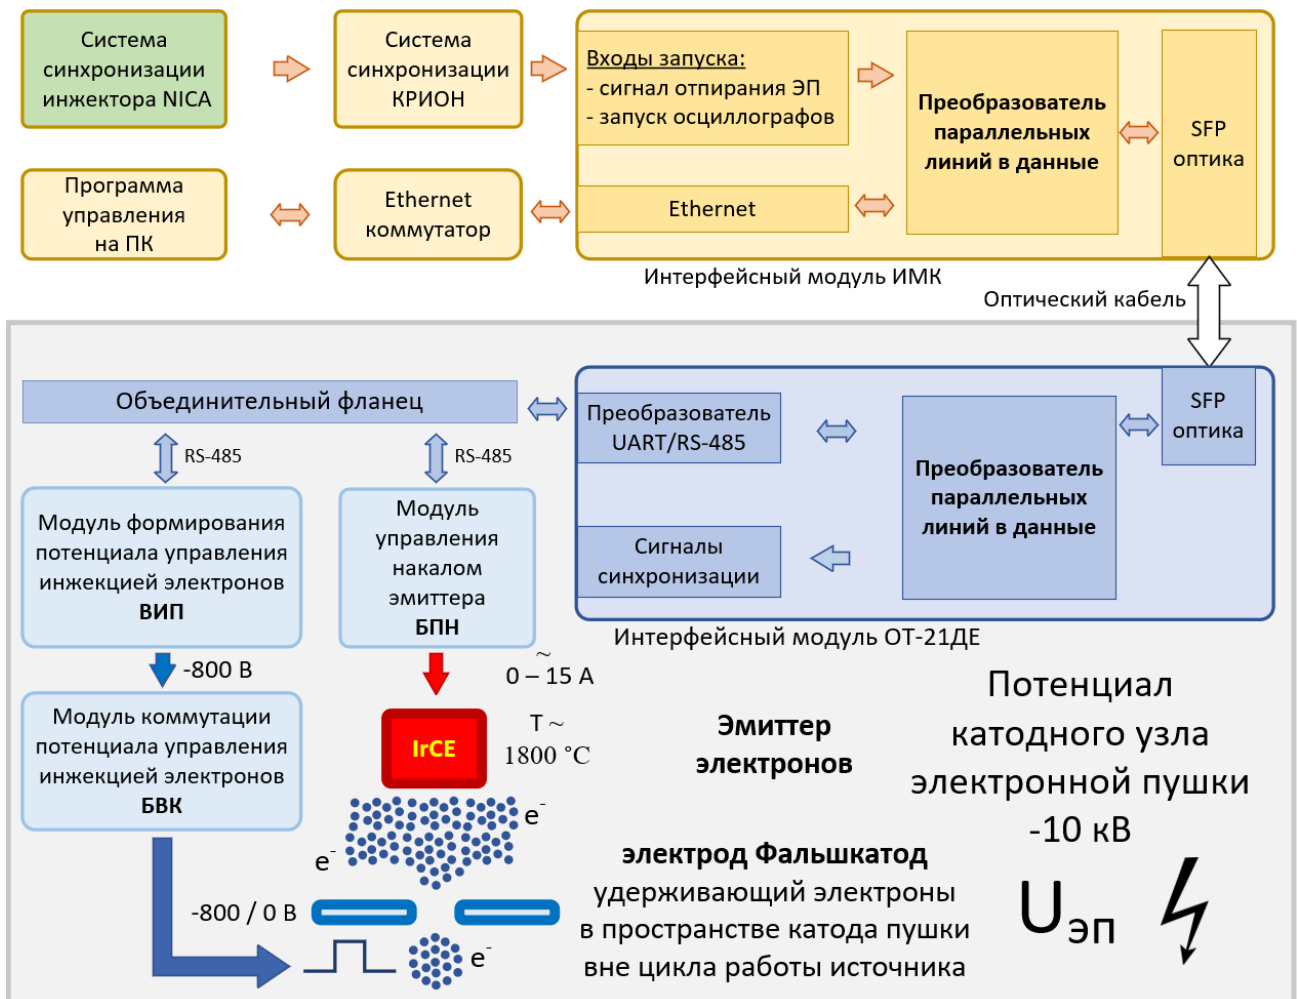 Система
синхронизации
инжектора NICA
Система
синхронизации
КРИОН
Входы запуска:
- сигнал отпирания ЭП
- запуск осциллографов
Преобразователь
параллельных
линий в данные
SFP
оптика
Программа
управления
на ПК
Ethernet
коммутатор
Ethernet
Интерфейсный модуль ИМК
Оптический кабель
Объединительный фланец
Преобразователь
UART/RS-485
SFP
оптика
RS-485
RS-485
Преобразователь
параллельных
линий в данные
Модуль формирования
потенциала управления
инжекцией электронов
ВИП
Модуль
управления
накалом
эмиттера
БПН
Сигналы
синхронизации
Интерфейсный модуль ОТ-21ДЕ
-800 В
~
0 – 15 А
Модуль коммутации
потенциала управления
инжекцией электронов
БВК
IrCE
T ~
1800 °C
Эмиттер
электронов
Потенциал
катодного узла
электронной пушки
-10 кВ
e-
e-
электрод Фальшкатод
удерживающий электроны
в пространстве катода пушки
вне цикла работы источника
Uэп
-800 / 0 В
e-